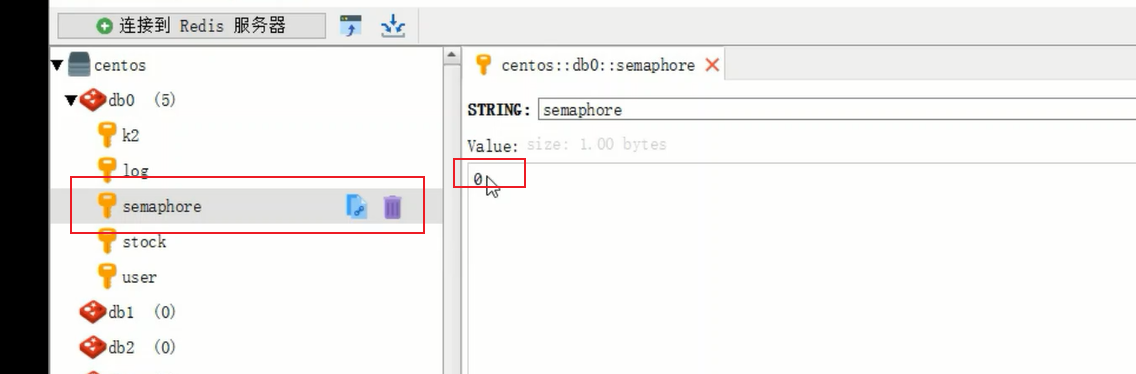 连接到 Redis 服务器
centos
db0 (5)
k2
log
semaphore
stock
user
db1 (0)
db2 (0)
centos::db0::semaphore
STRING: semaphore
Value: size: 1.00 bytes
0